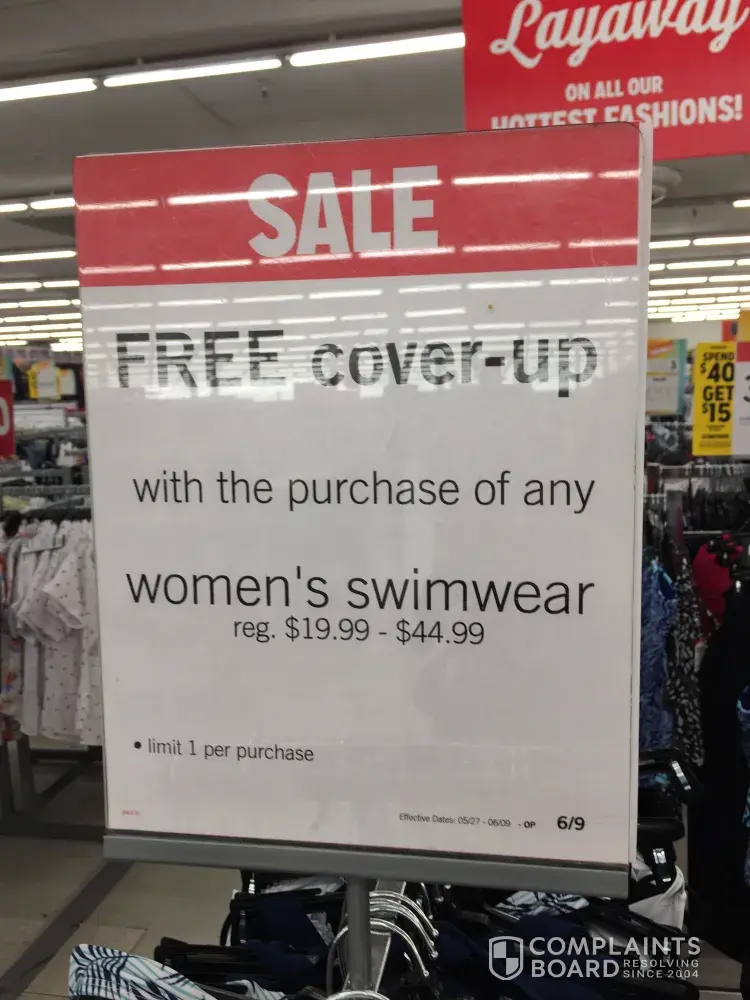 Layaway
ON ALL OUR
HOTTEST FASHIONS!
SALE
FREE cover-up
with the purchase of any
women's swimwear
reg. $19.99 - $44.99
• limit 1 per purchase
Effective Dates: 05/27 - 06/09 - OP 6/9
SPEND
$40
GET
$15
COMPLAINTS
BOARD RESOLVING
SINCE 2004